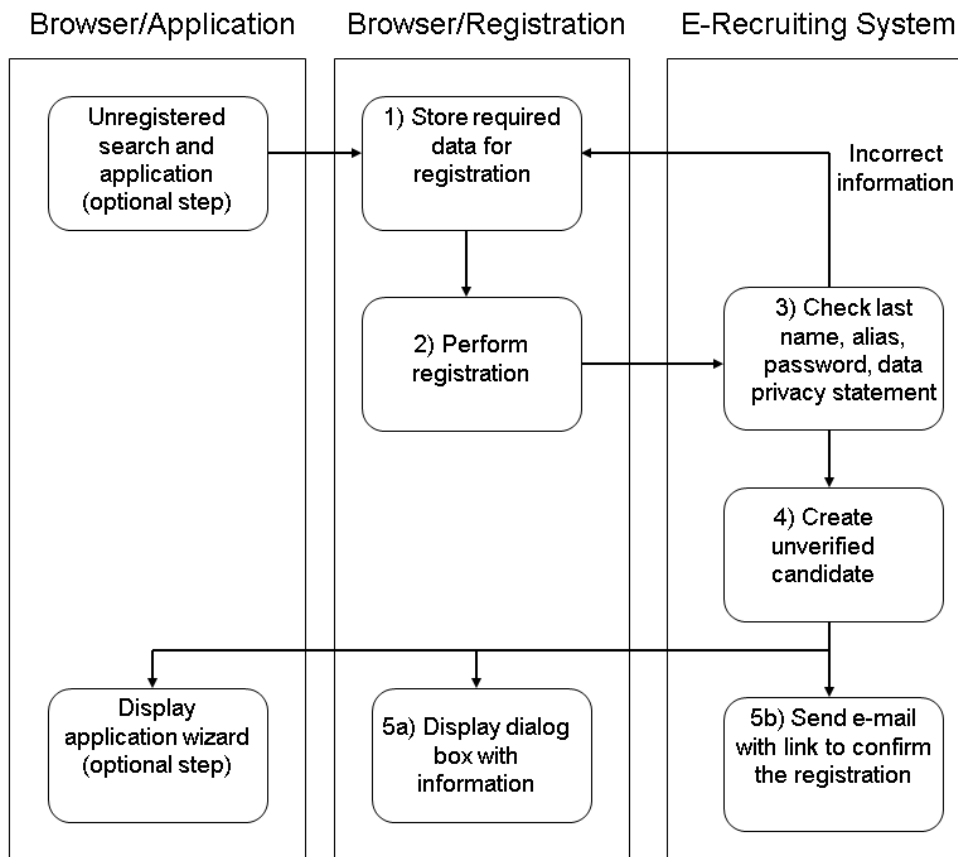 Browser/Application
Browser/Registration
E-Recruiting System
Unregistered
search and
application
(optional step)
1) Store required
data for
registration
Incorrect
information
2) Perform
registration
3) Check last
name, alias,
password, data
privacy statement
4) Create
unverified
candidate
Display
application wizard
(optional step)
5a) Display dialog
box with
information
5b) Send e-mail
with link to confirm
the registration